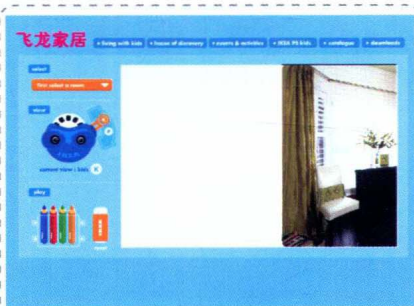 飞龙家居
living with kids
house of discovery
events & activities
IKEA PS kids
catalogue
downloads
select
first select a room
view
IKEA
current view : kids
play